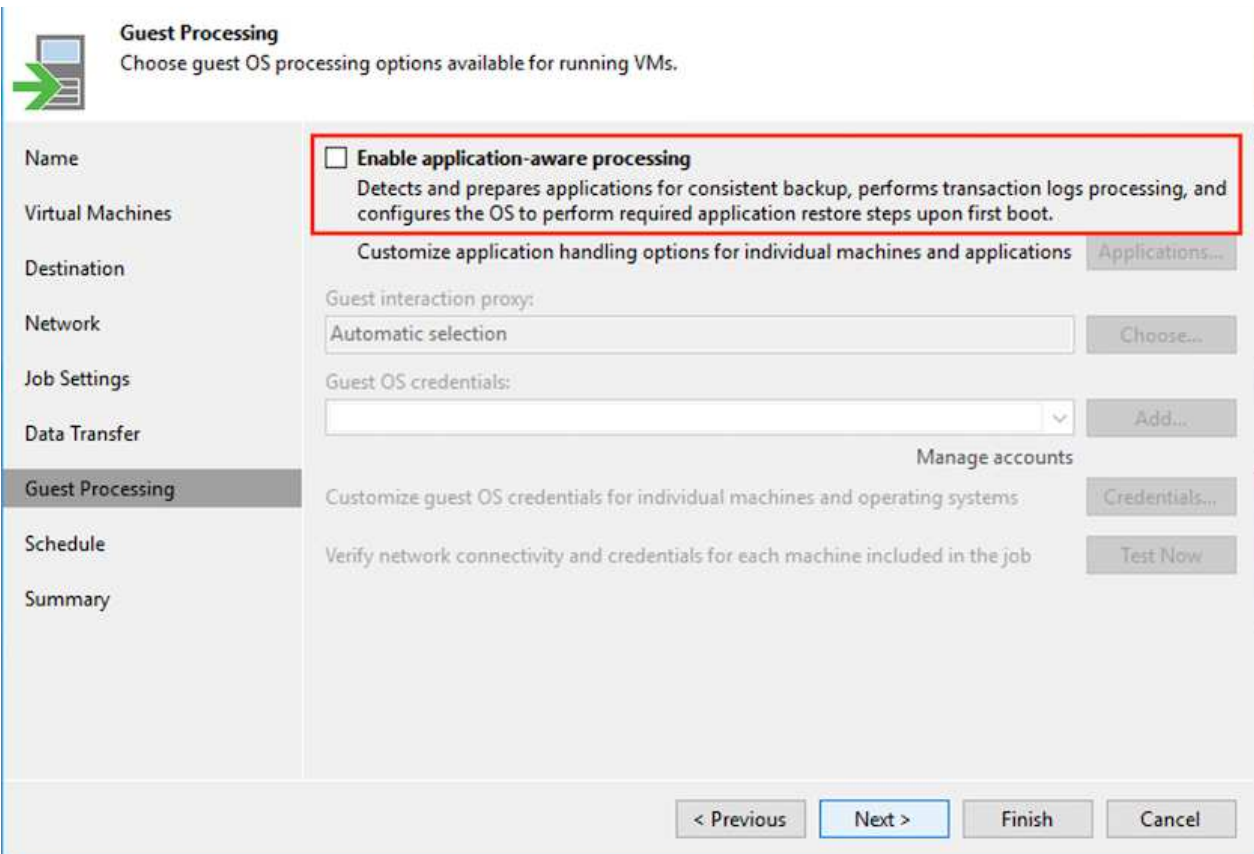 Guest Processing
Choose guest OS processing options available for running VMs.
Name
Virtual Machines
Destination
Network
Job Settings
Data Transfer
Guest Processing
Schedule
Summary
Enable application-aware processing
Detects and prepares applications for consistent backup, performs transaction logs processing, and
configures the OS to perform required application restore steps upon first boot.
Customize application handling options for individual machines and applications Applications...
Guest interaction proxy:
Automatic selection Choose...
Guest OS credentials:
Add...
Manage accounts
Customize guest OS credentials for individual machines and operating systems Credentials...
Verify network connectivity and credentials for each machine included in the job Test Now
< Previous Next > Finish Cancel